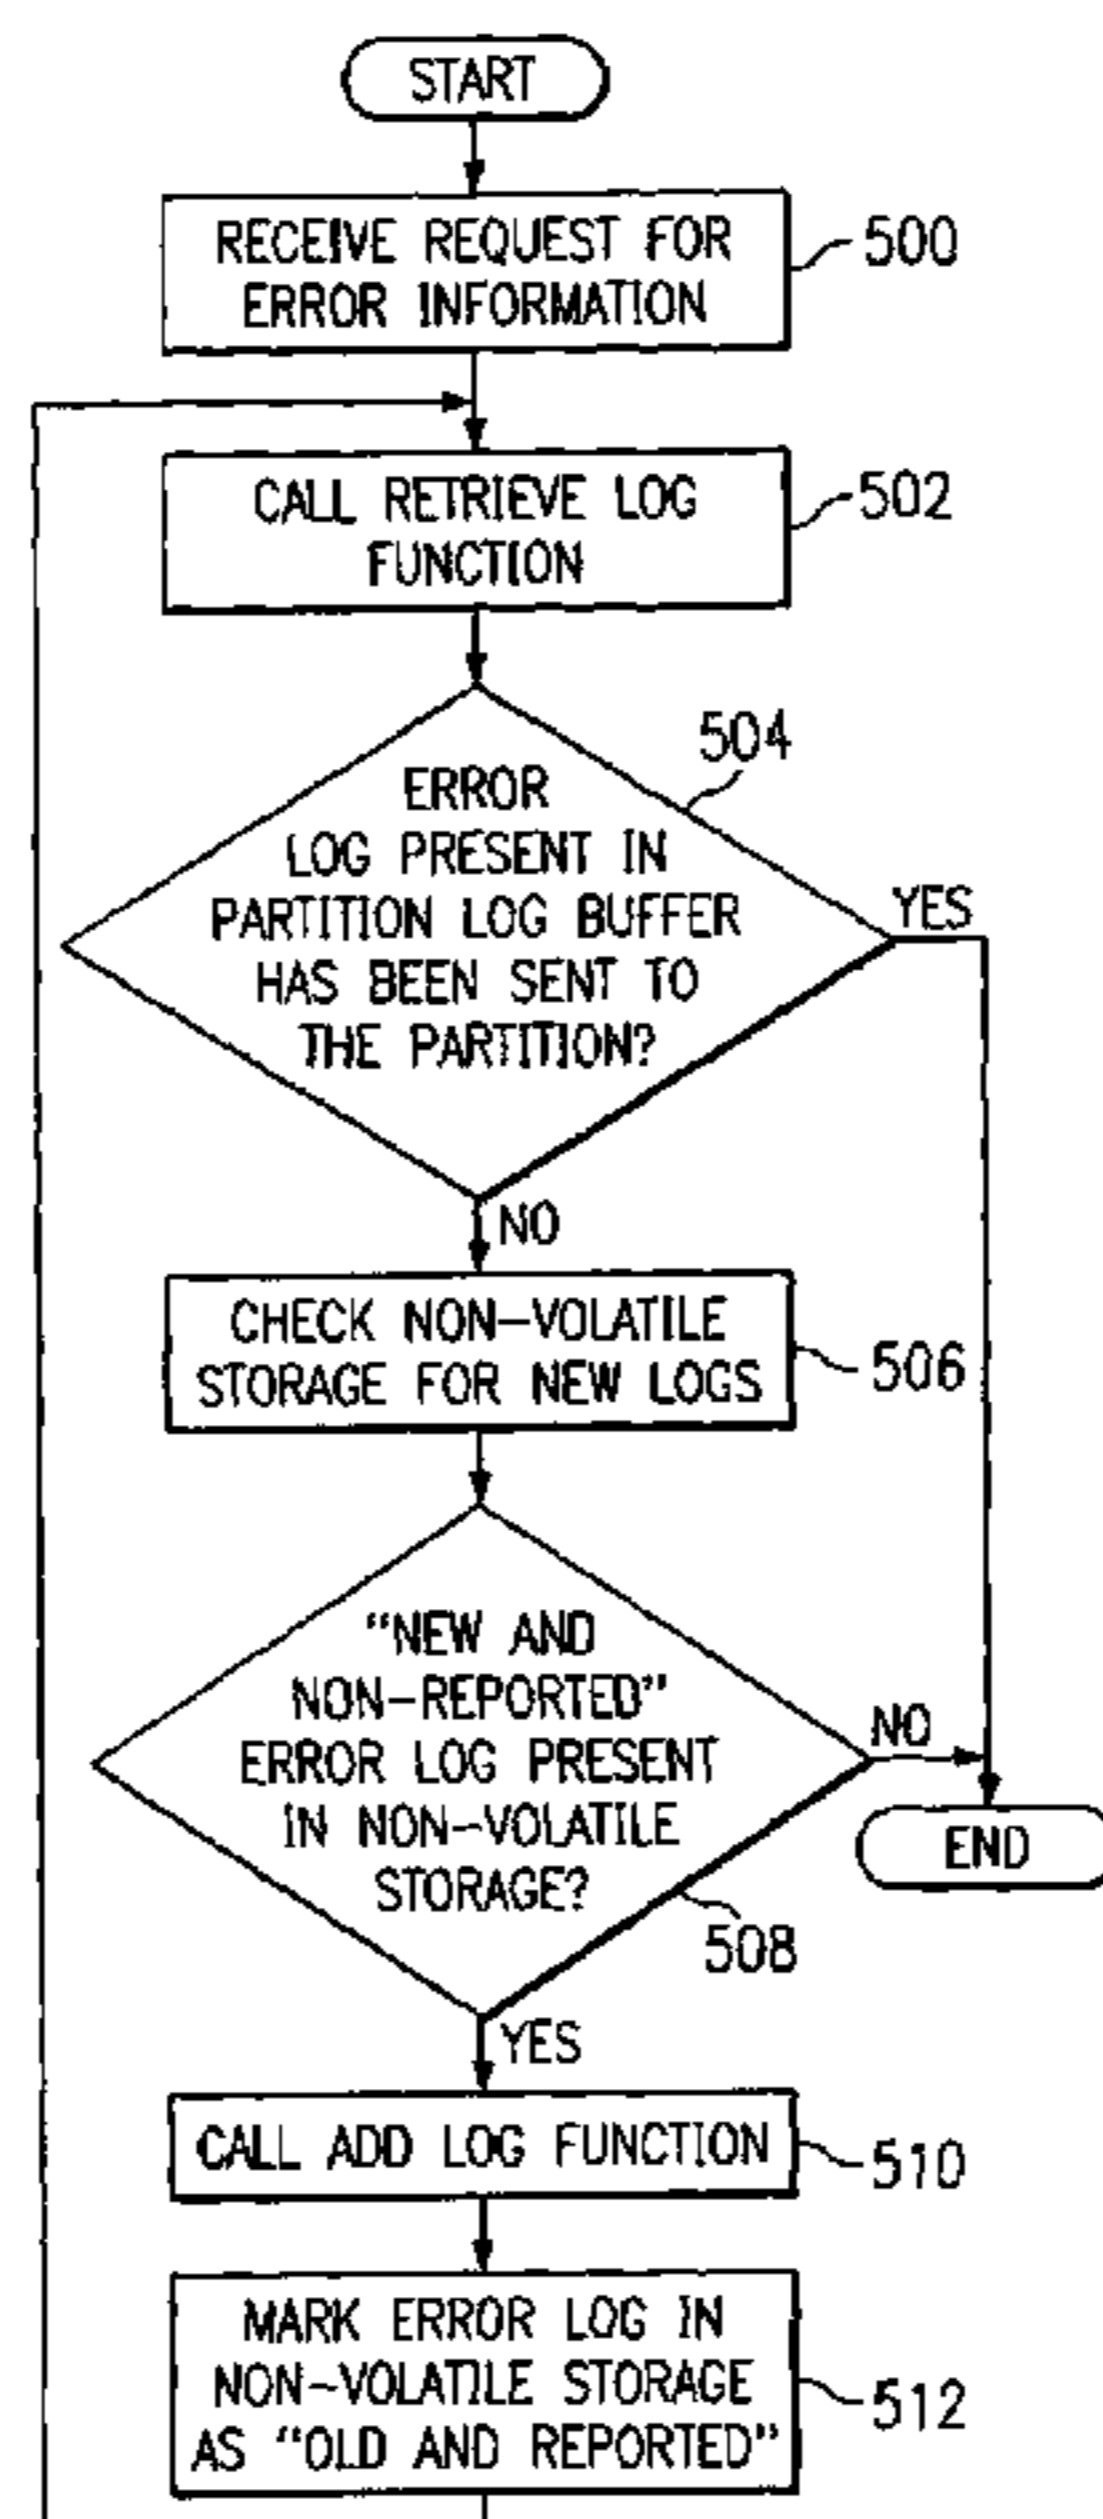 START
RECEIVE REQUEST FOR
ERROR INFORMATION
500
CALL RETRIEVE LOG
FUNCTION
502
504
ERROR
LOG PRESENT IN
PARTITION LOG BUFFER
HAS BEEN SENT TO
THE PARTITION?
YES
NO
CHECK NON-VOLATILE
STORAGE FOR NEW LOGS
506
"NEW AND
NON-REPORTED"
ERROR LOG PRESENT
IN NON-VOLATILE
STORAGE?
NO
END
508
YES
CALL ADD LOG FUNCTION
510
MARK ERROR LOG IN
NON-VOLATILE STORAGE
AS "OLD AND REPORTED"
512